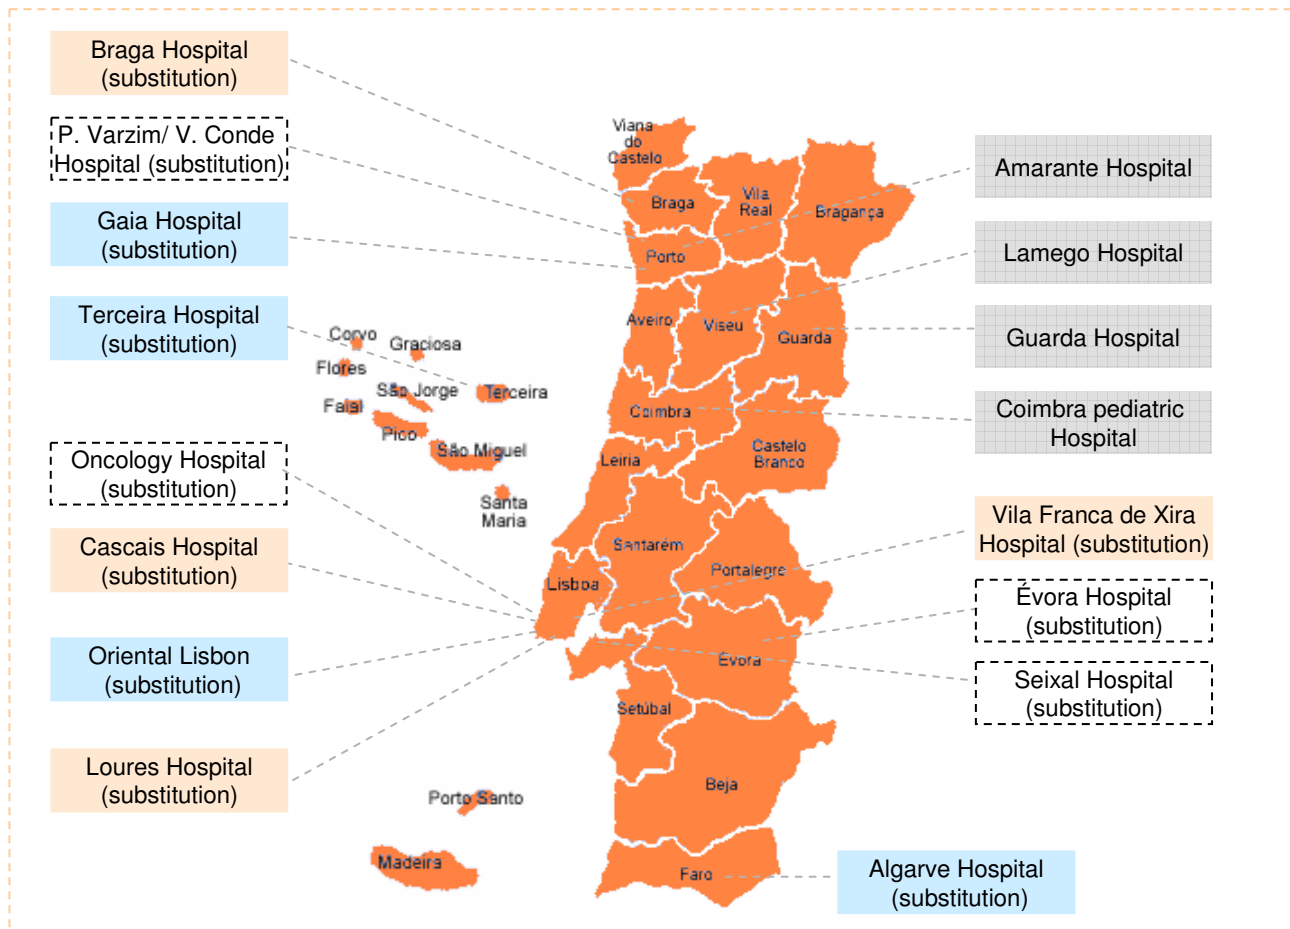 Braga Hospital
(substitution)
P. Varzim/ V. Conde
Hospital (substitution)
Gaia Hospital
(substitution)
Terceira Hospital
(substitution)
Oncology Hospital
(substitution)
Cascais Hospital
(substitution)
Oriental Lisbon
(substitution)
Loures Hospital
(substitution)
Corvo
Graciosa
Flores
São Jorge
Terceira
Faial
Pico
São Miguel
Santa
Maria
Porto Santo
Madeira
Viana
do
Castelo
Braga
Vila
Real
Bragança
Porto
Aveiro
Viseu
Guarda
Coimbra
Castelo
Branco
Leiria
Santarém
Lisboa
Portalegre
Évora
Setúbal
Beja
Faro
Amarante Hospital
Lamego Hospital
Guarda Hospital
Coimbra pediatric
Hospital
Vila Franca de Xira
Hospital (substitution)
Évora Hospital
(substitution)
Seixal Hospital
(substitution)
Algarve Hospital
(substitution)